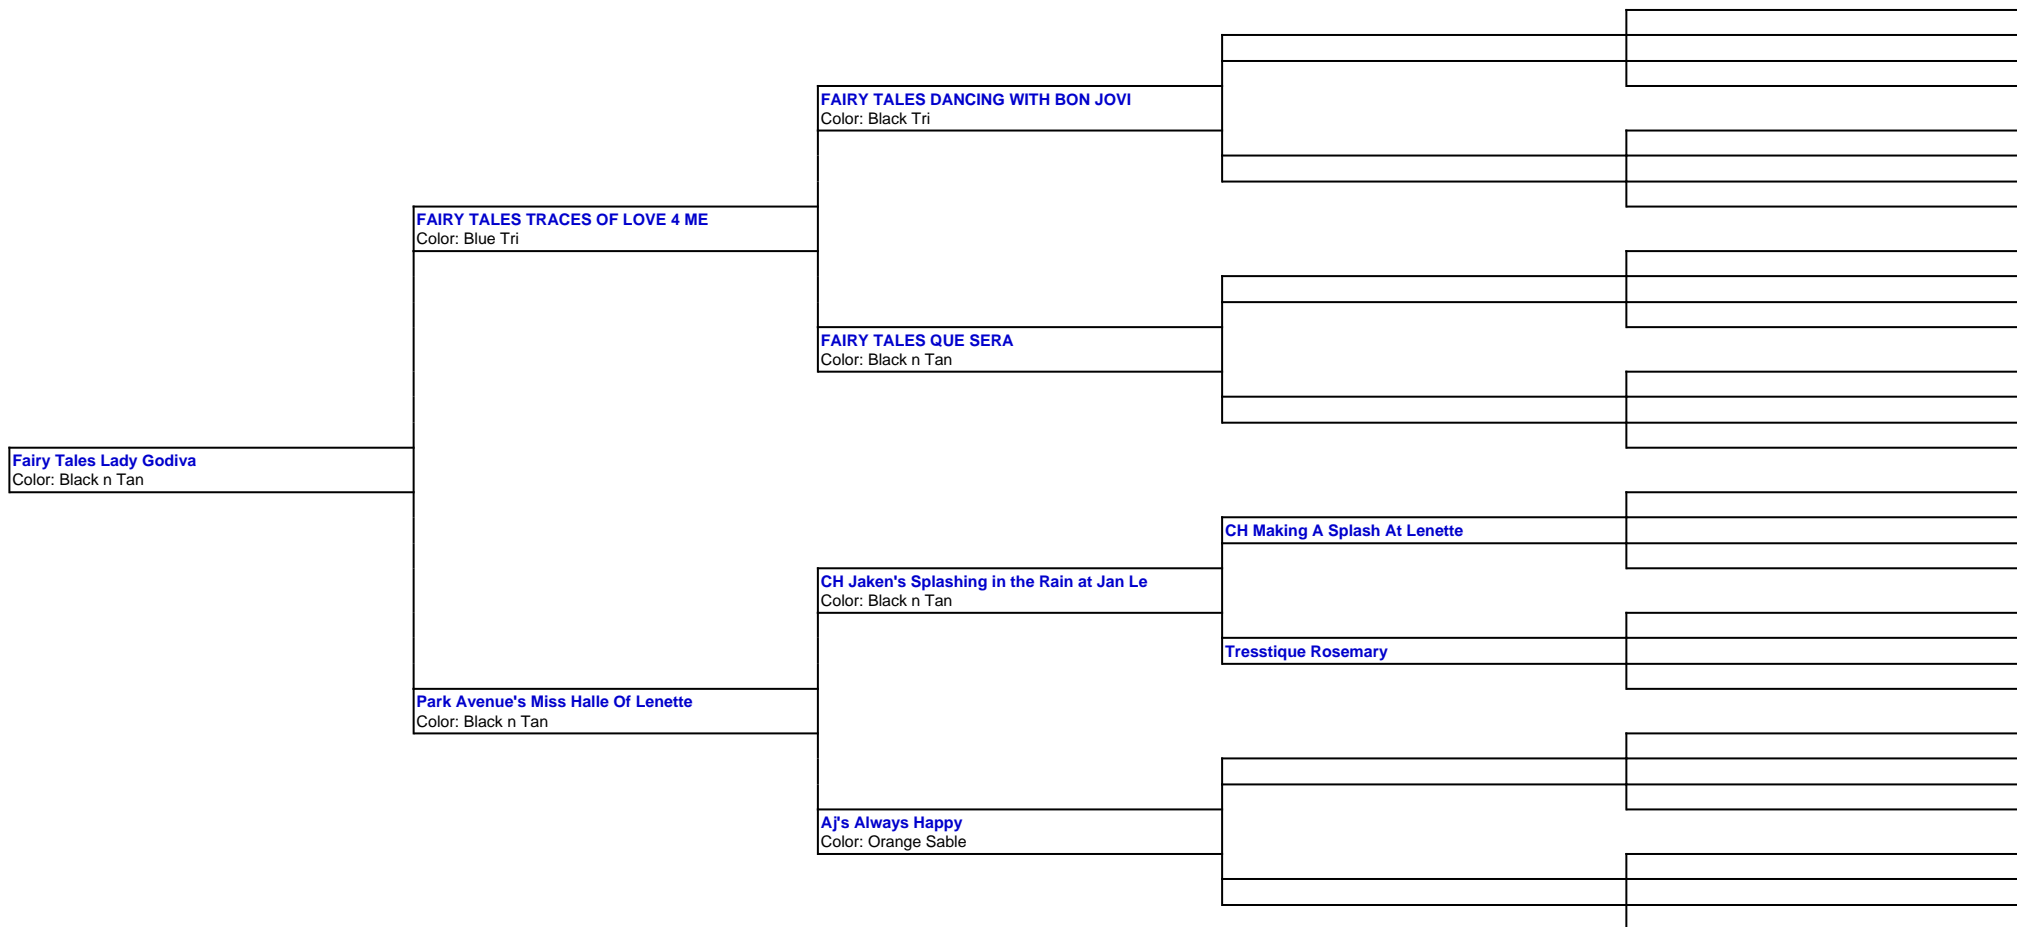 FAIRY TALES DANCING WITH BON JOVI
Color: Black Tri
FAIRY TALES TRACES OF LOVE 4 ME
Color: Blue Tri
FAIRY TALES QUE SERA
Color: Black n Tan
Fairy Tales Lady Godiva
Color: Black n Tan
CH Making A Splash At Lenette
CH Jaken's Splashing in the Rain at Jan Le
Color: Black n Tan
Tresstique Rosemary
Park Avenue's Miss Halle Of Lenette
Color: Black n Tan
Aj's Always Happy
Color: Orange Sable